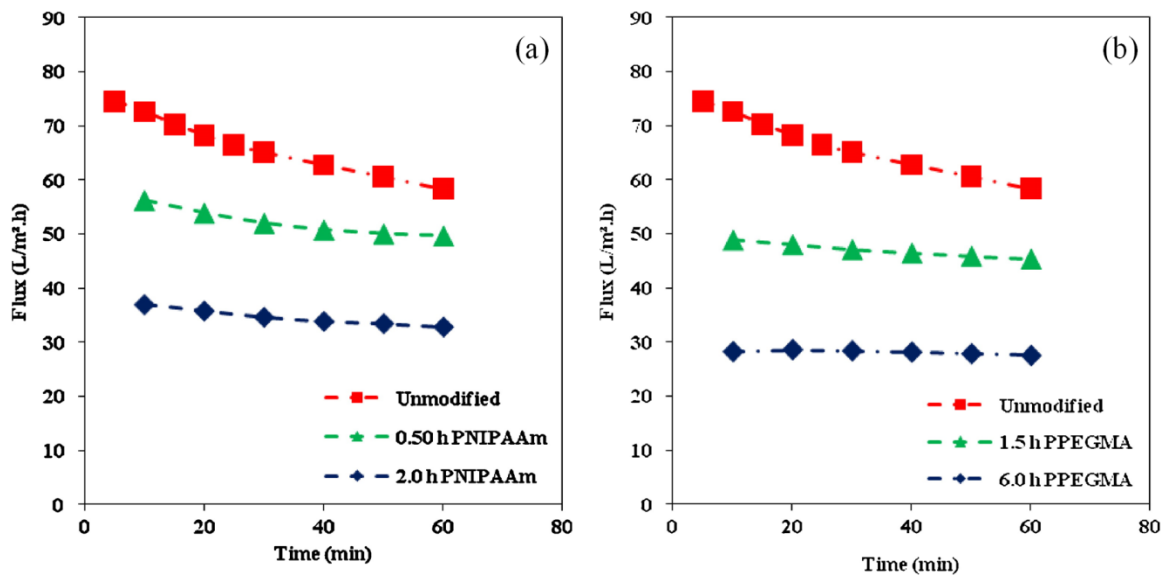 (a)
Flux (L/m².h)
90
80
70
60
50
40
30
20
10
0
0 20 40 60 80
Time (min)
Unmodified
0.50 h PNIPAAm
2.0 h PNIPAAm
(b)
Flux (L/m².h)
90
80
70
60
50
40
30
20
10
0
0 20 40 60 80
Time (min)
Unmodified
1.5 h PPEGMA
6.0 h PPEGMA